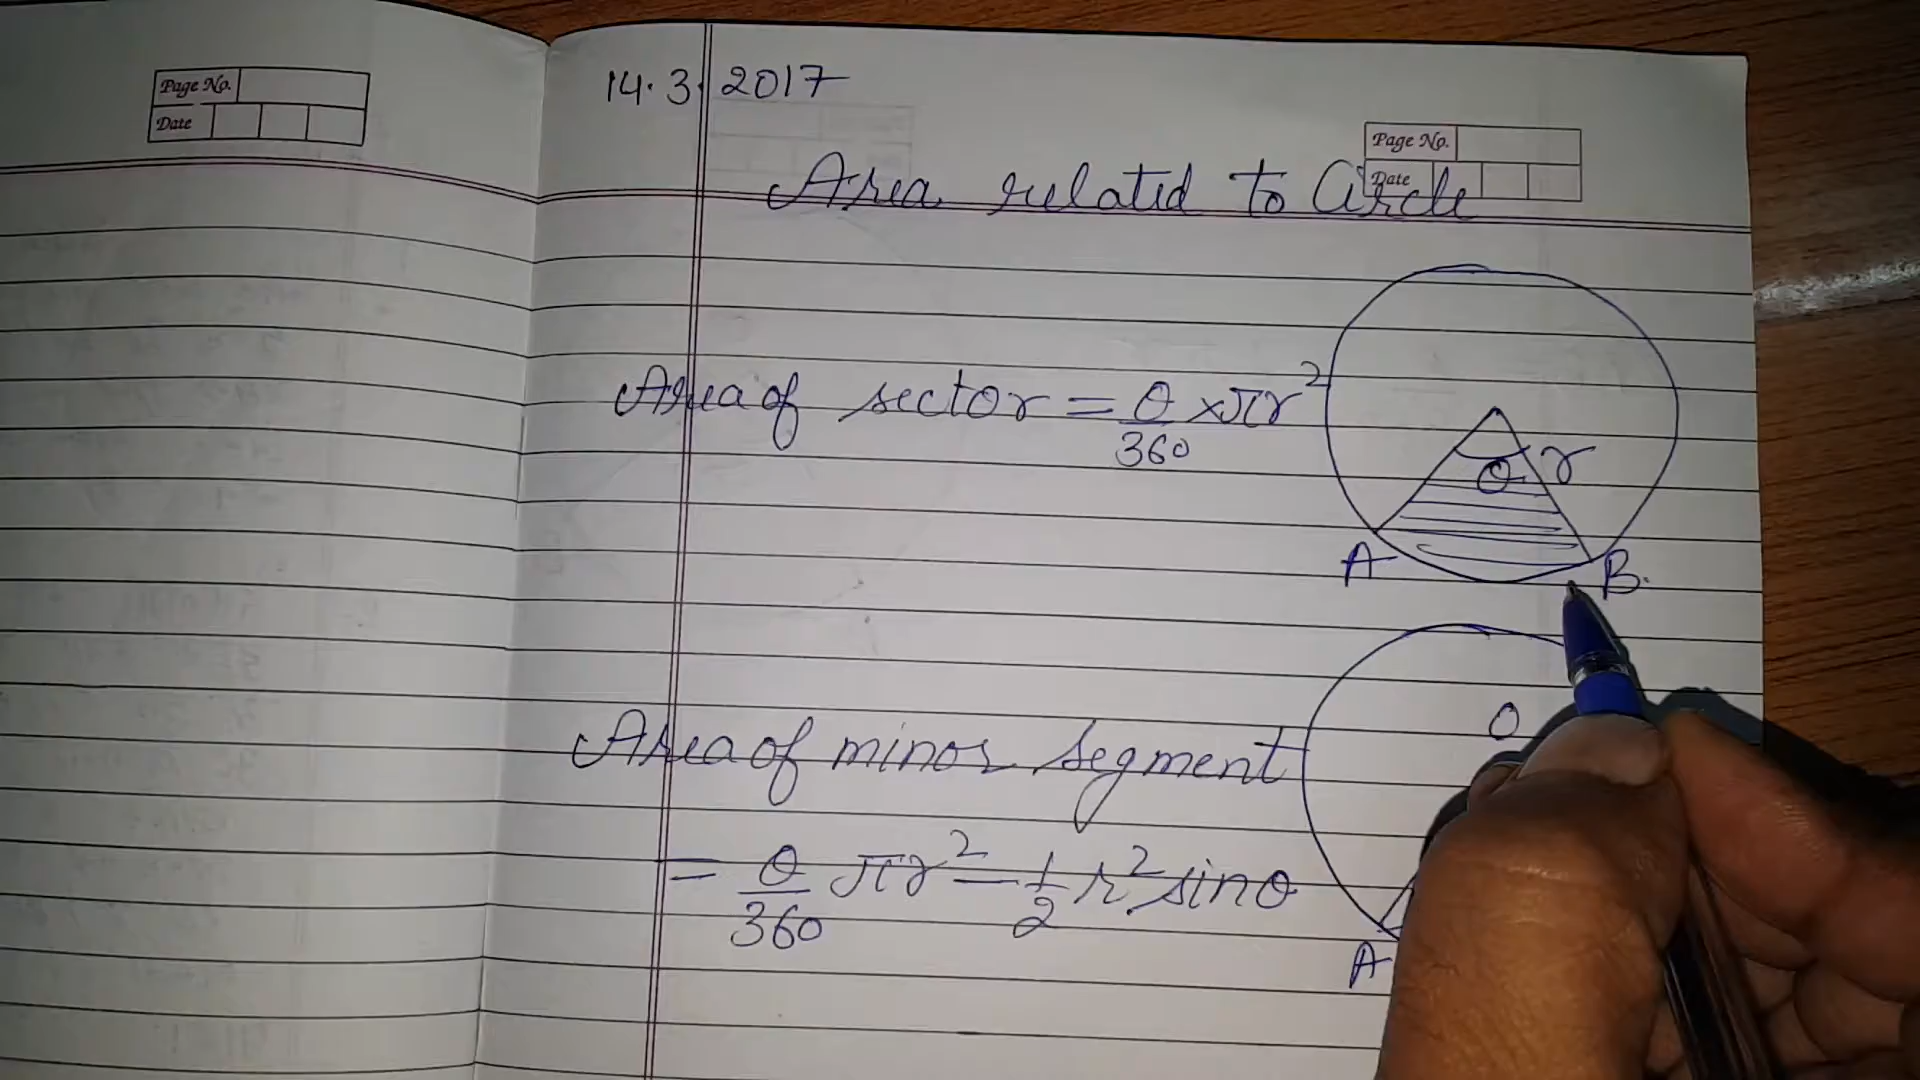 Page No.
Date
14.3.2017
Page No.
Date
Area related to Circle
Area of sector = θ/360 × πr²
θ r
A B.
O
Area of minor segment
= θ/360 πr² - 1/2 r² sinθ
A